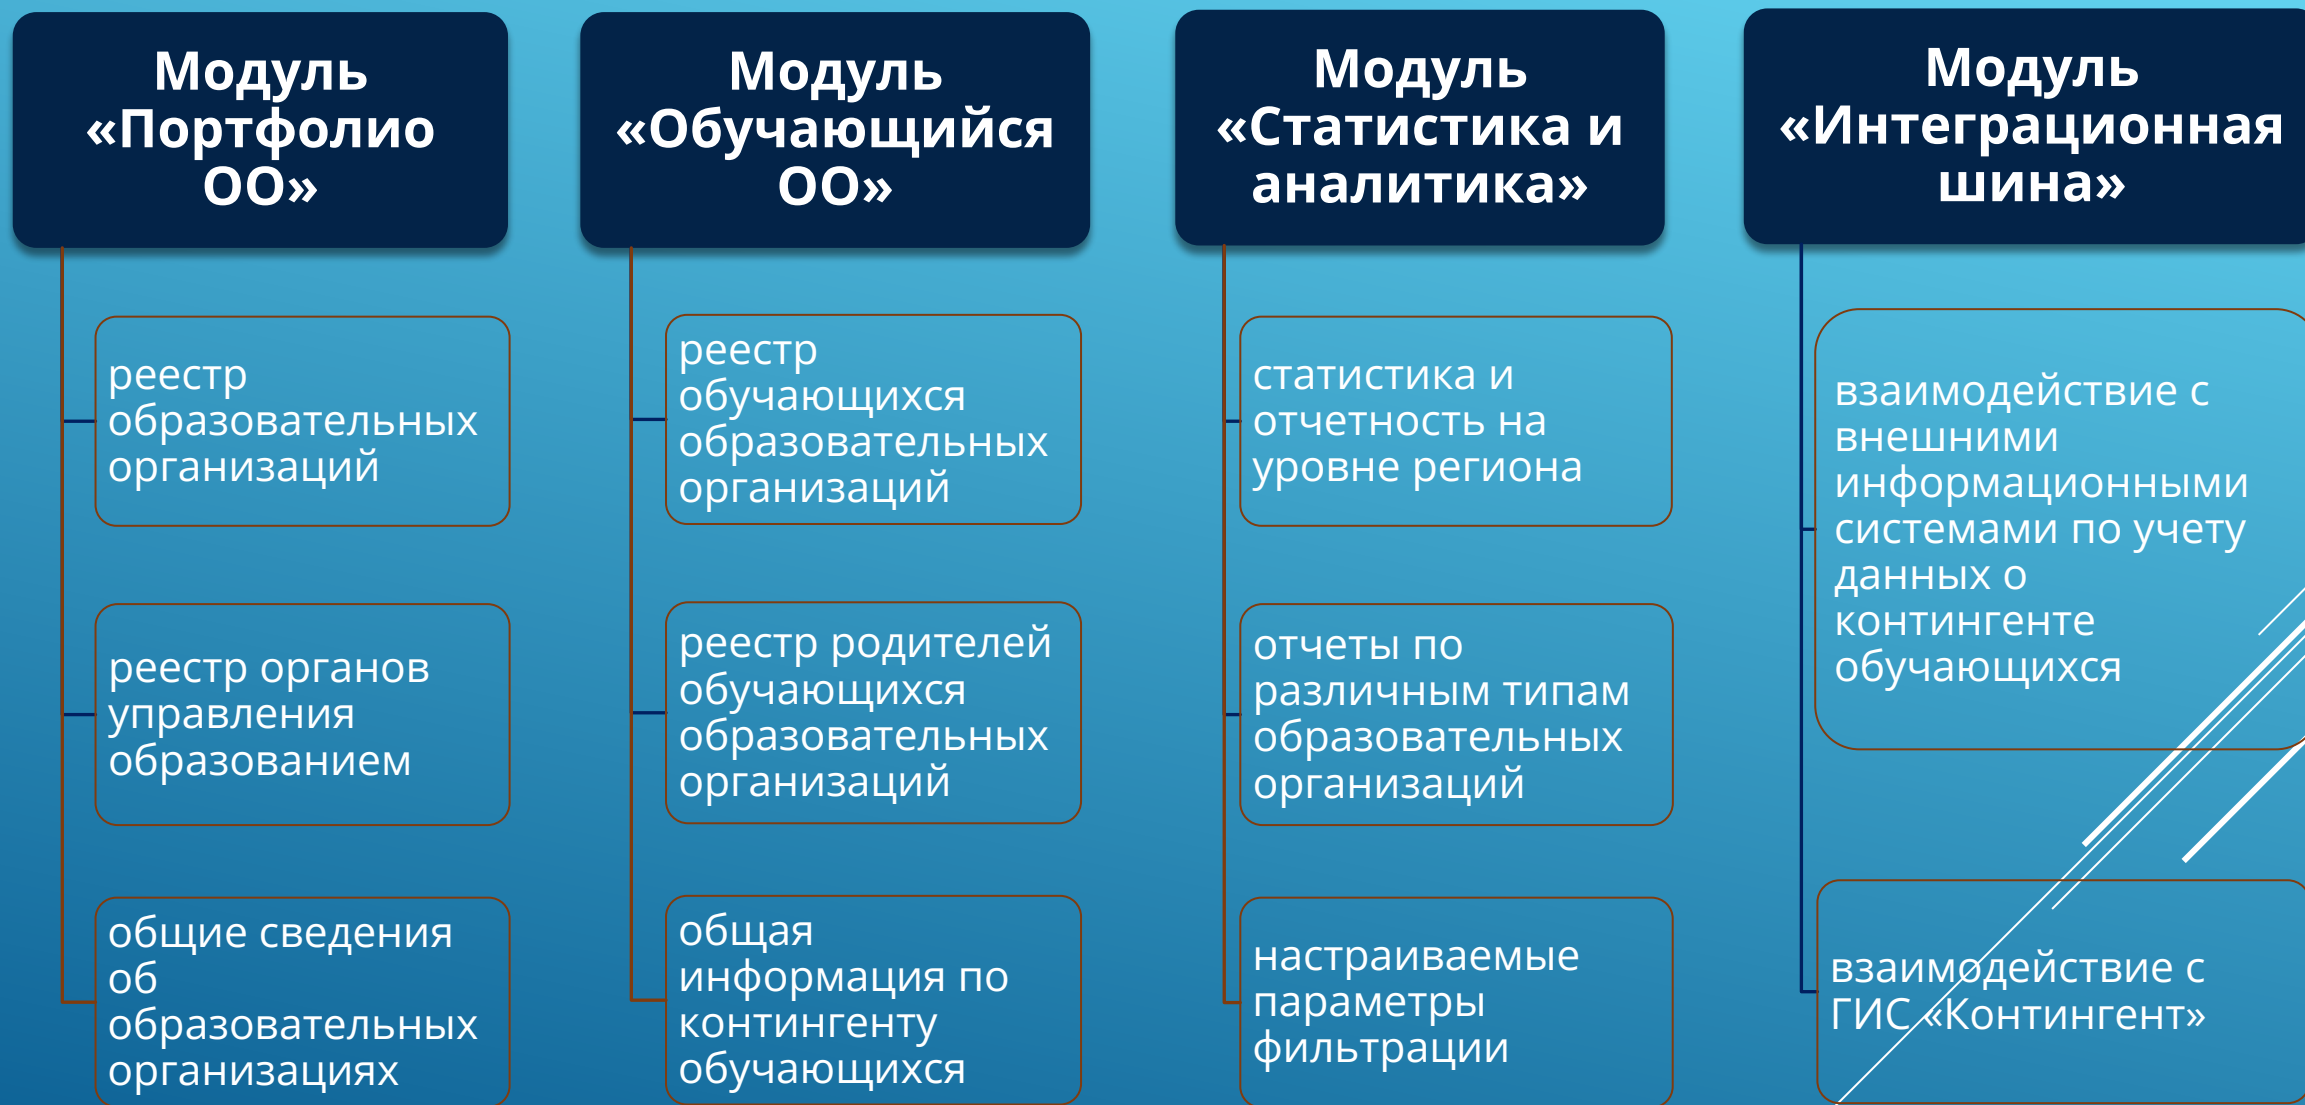 Модуль
«Портфолио
ОО»
реестр
образовательных
организаций
реестр органов
управления
образованием
общие сведения
об
образовательных
организациях
Модуль
«Обучающийся
ОО»
реестр
обучающихся
образовательных
организаций
реестр родителей
обучающихся
образовательных
организаций
общая
информация по
контингенту
обучающихся
Модуль
«Статистика и
аналитика»
статистика и
отчетность на
уровне региона
отчеты по
различным типам
образовательных
организаций
настраиваемые
параметры
фильтрации
Модуль
«Интеграционная
шина»
взаимодействие с
внешними
информационными
системами по учету
данных о
контингенте
обучающихся
взаимодействие с
ГИС «Контингент»